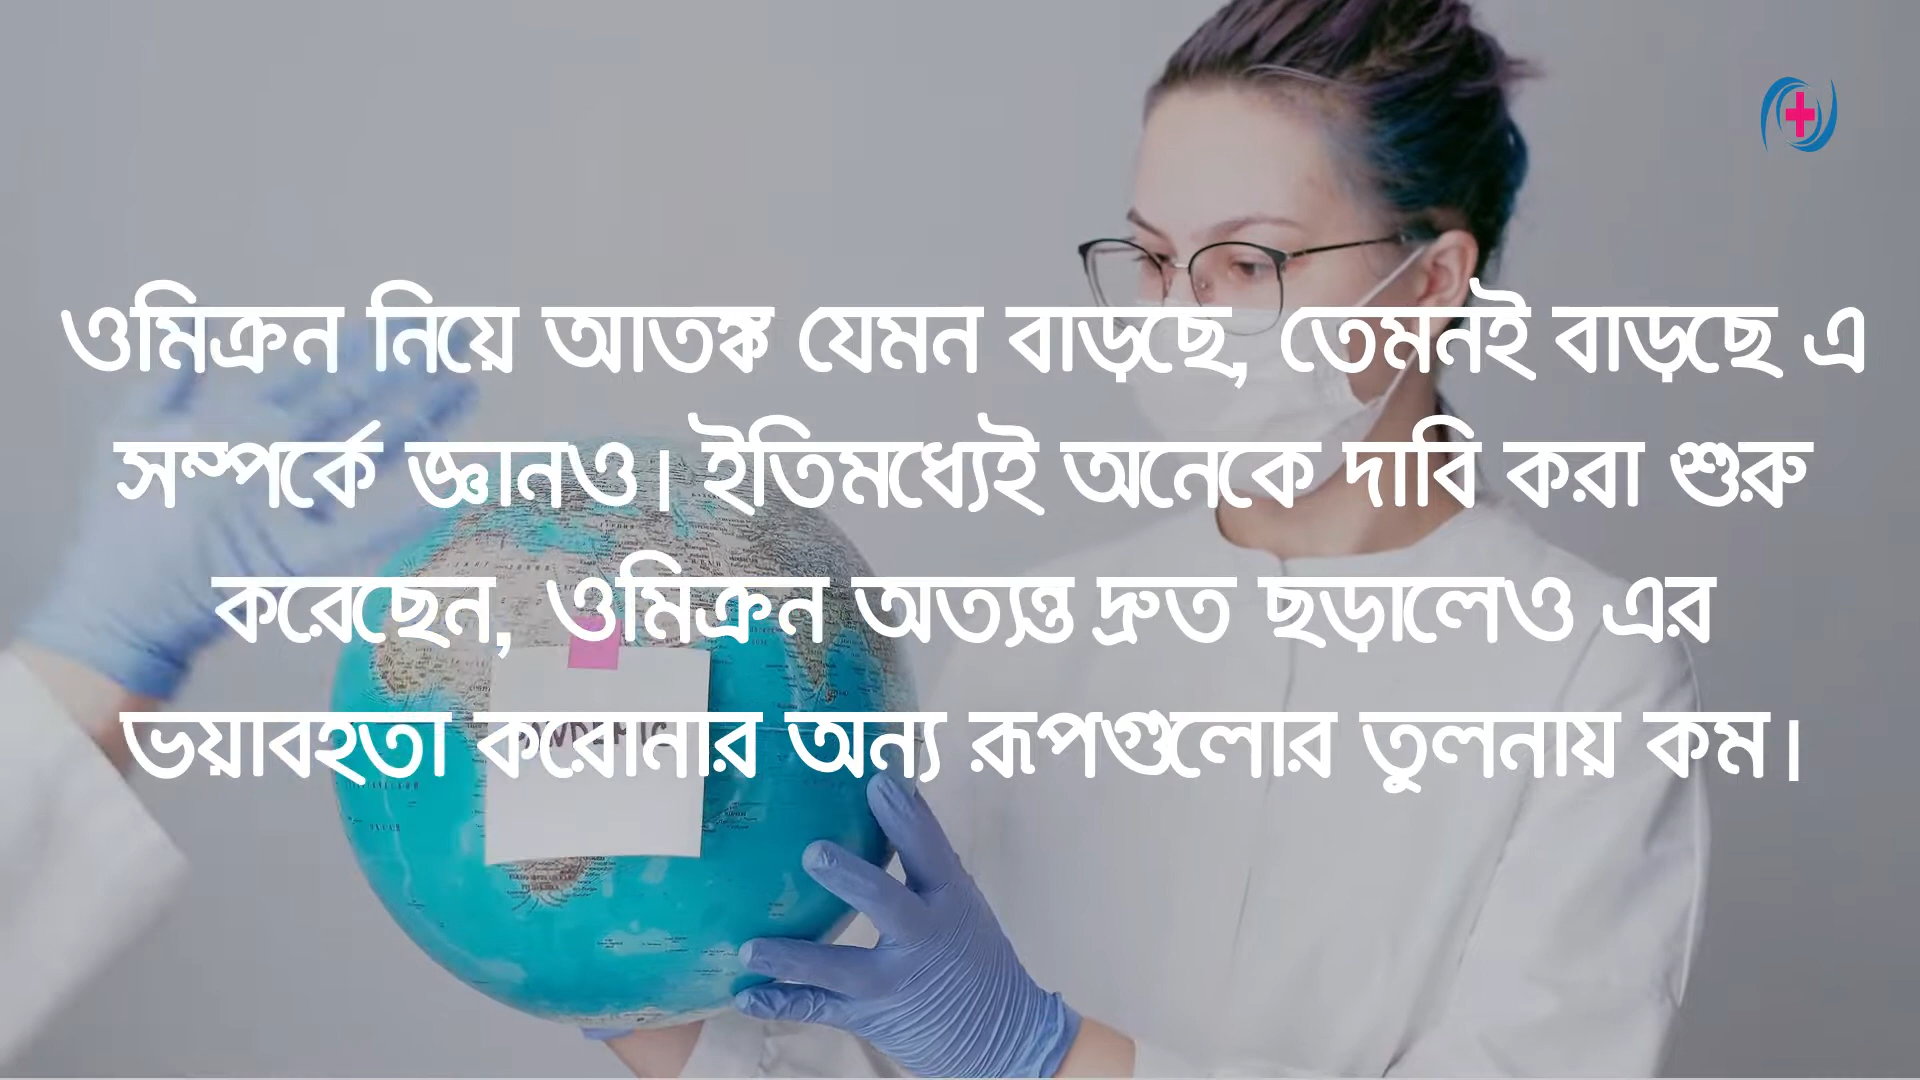 ওমিক্রন নিয়ে আতঙ্ক যেমন বাড়ছে, তেমনই বাড়ছে এ
সম্পর্কে জ্ঞানও। ইতিমধ্যেই অনেকে দাবি করা শুরু
করেছেন, ওমিক্রন অত্যন্ত দ্রুত ছড়ালেও এর
ভয়াবহতা করোনার অন্য রূপগুলোর তুলনায় কম।